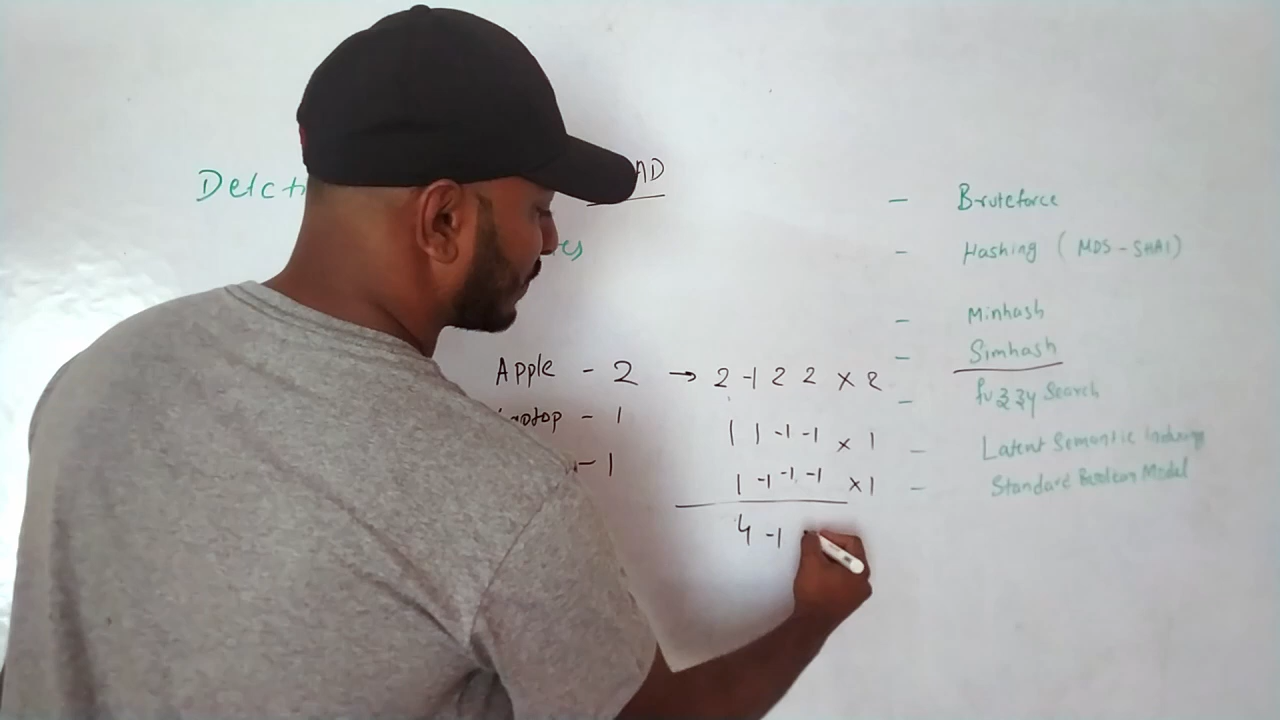 AD
Bruteforce
Hashing ( MD5 - SHA1 )
Minhash
Simhash
fuzzy Search
Latent Semantic Indexing
Standard Boolean Model
Apple - 2 → 2 -1 2 2 x 2
- 1 1 1 -1 -1 x 1
- 1 1 -1 -1 -1 x 1
4 -1